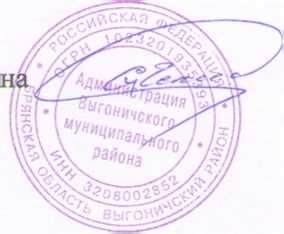 на
РОССИЙСКАЯ ФЕДЕРАЦИЯ
БРЯНСКАЯ ОБЛАСТЬ ВЫГОНИЧСКИЙ РАЙОН
ОГРН
ИНН 3208002852
Администрация
Выгоничского
муниципального
района